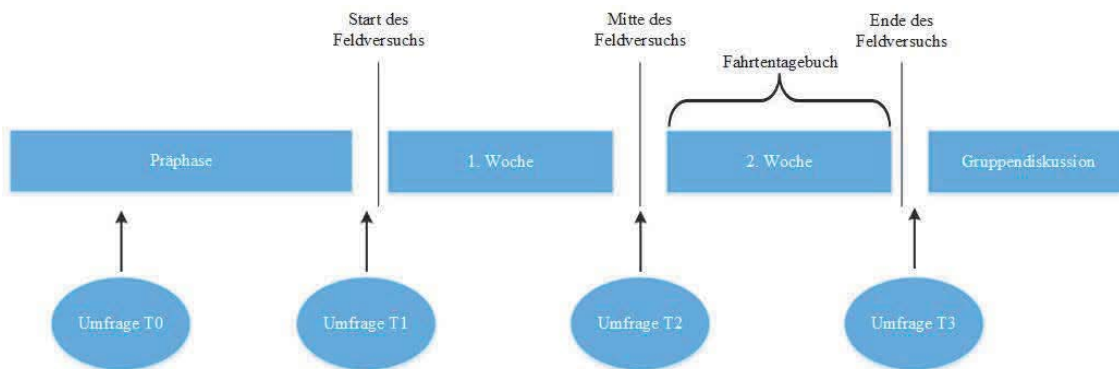 Start des
Feldversuchs
Mitte des
Feldversuchs
Ende des
Feldversuchs
Fahrtentagebuch
Präphase
1. Woche
2. Woche
Gruppendiskussion
Umfrage T0
Umfrage T1
Umfrage T2
Umfrage T3